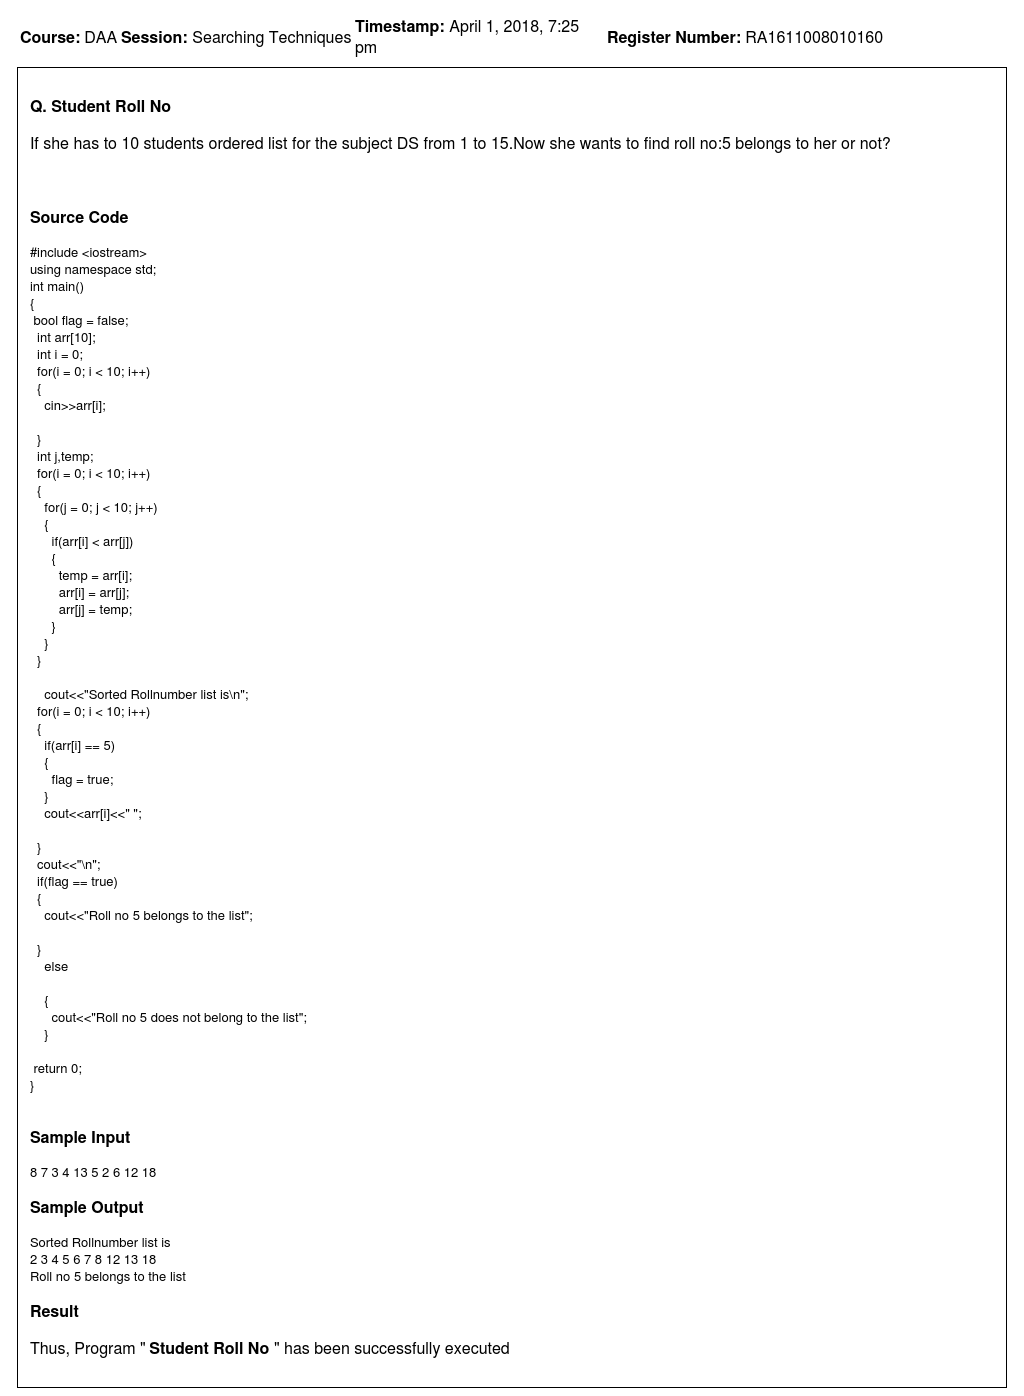 Course: DAA Session: Searching Techniques Timestamp: April 1, 2018, 7:25 pm Register Number: RA1611008010160
Q. Student Roll No
If she has to 10 students ordered list for the subject DS from 1 to 15.Now she wants to find roll no:5 belongs to her or not?
Source Code
#include <iostream>
using namespace std;
int main()
{
bool flag = false;
int arr[10];
int i = 0;
for(i = 0; i < 10; i++)
{
cin>>arr[i];
}
int j,temp;
for(i = 0; i < 10; i++)
{
for(j = 0; j < 10; j++)
{
if(arr[i] < arr[j])
{
temp = arr[i];
arr[i] = arr[j];
arr[j] = temp;
}
}
}
cout<<"Sorted Rollnumber list is\n";
for(i = 0; i < 10; i++)
{
if(arr[i] == 5)
{
flag = true;
}
cout<<arr[i]<<" ";
}
cout<<"\n";
if(flag == true)
{
cout<<"Roll no 5 belongs to the list";
}
else
{
cout<<"Roll no 5 does not belong to the list";
}
return 0;
}
Sample Input
8 7 3 4 13 5 2 6 12 18
Sample Output
Sorted Rollnumber list is
2 3 4 5 6 7 8 12 13 18
Roll no 5 belongs to the list
Result
Thus, Program " Student Roll No " has been successfully executed